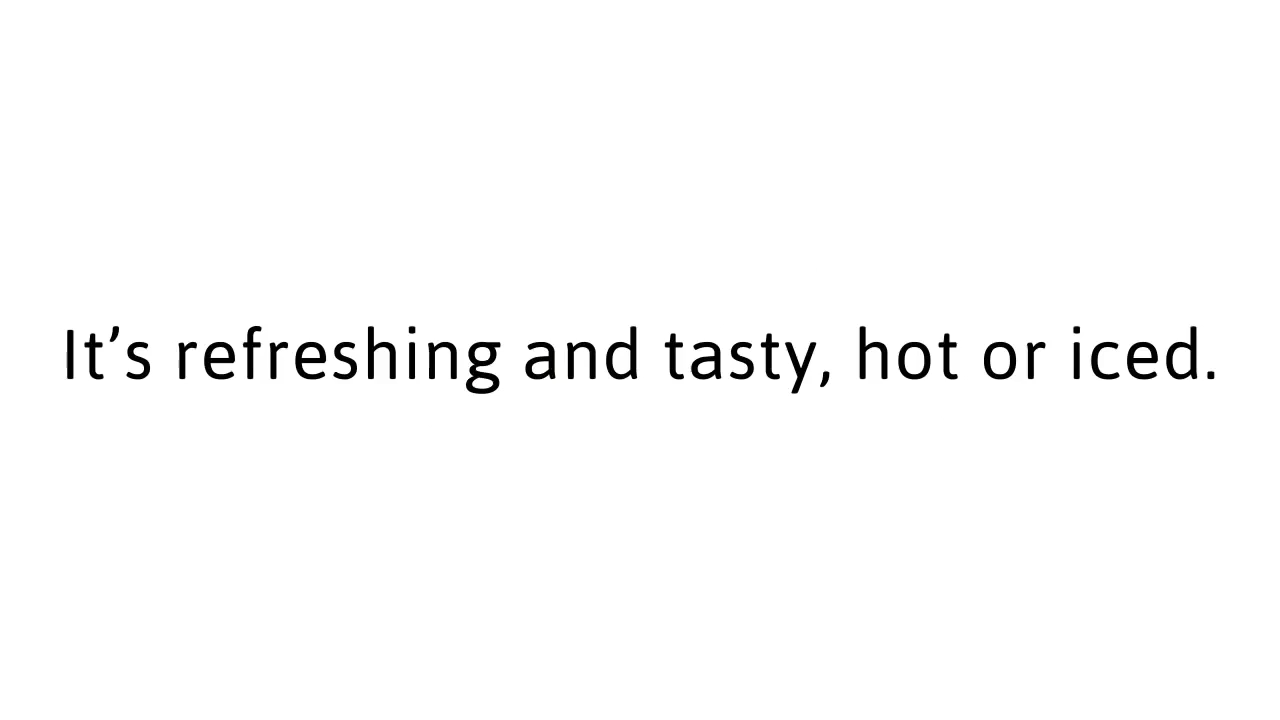 It’s refreshing and tasty, hot or iced.